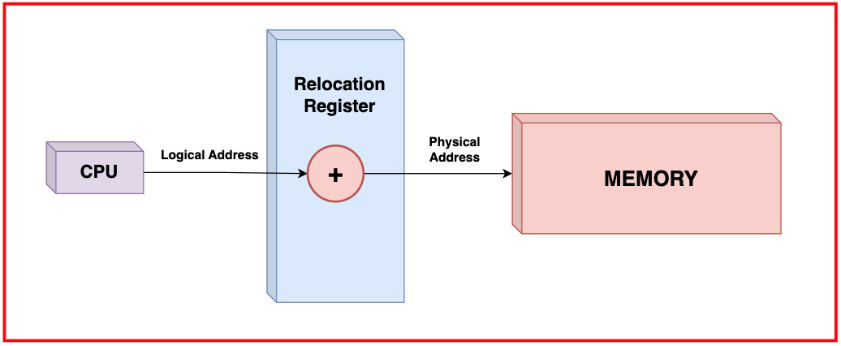 Relocation
Register
CPU
Logical Address
+
Physical
Address
MEMORY